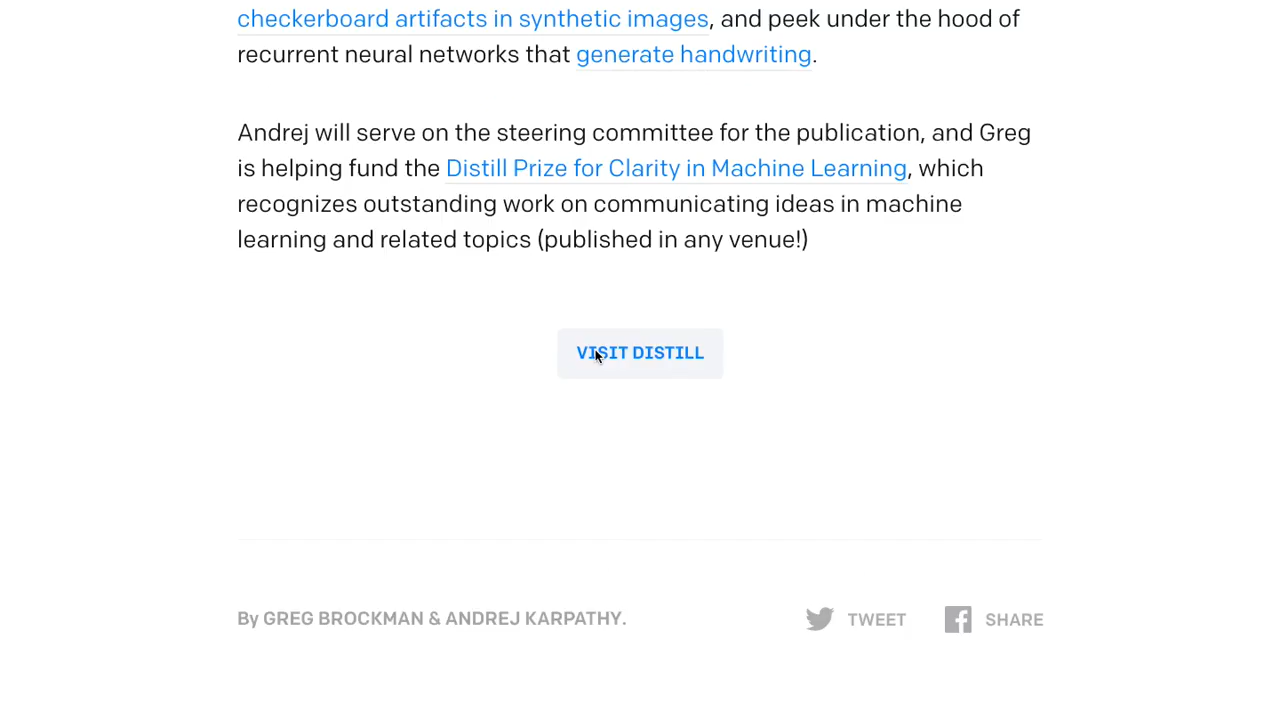 checkerboard artifacts in synthetic images, and peek under the hood of
recurrent neural networks that generate handwriting.
Andrej will serve on the steering committee for the publication, and Greg
is helping fund the Distill Prize for Clarity in Machine Learning, which
recognizes outstanding work on communicating ideas in machine
learning and related topics (published in any venue!)
VISIT DISTILL
By GREG BROCKMAN & ANDREJ KARPATHY. TWEET SHARE